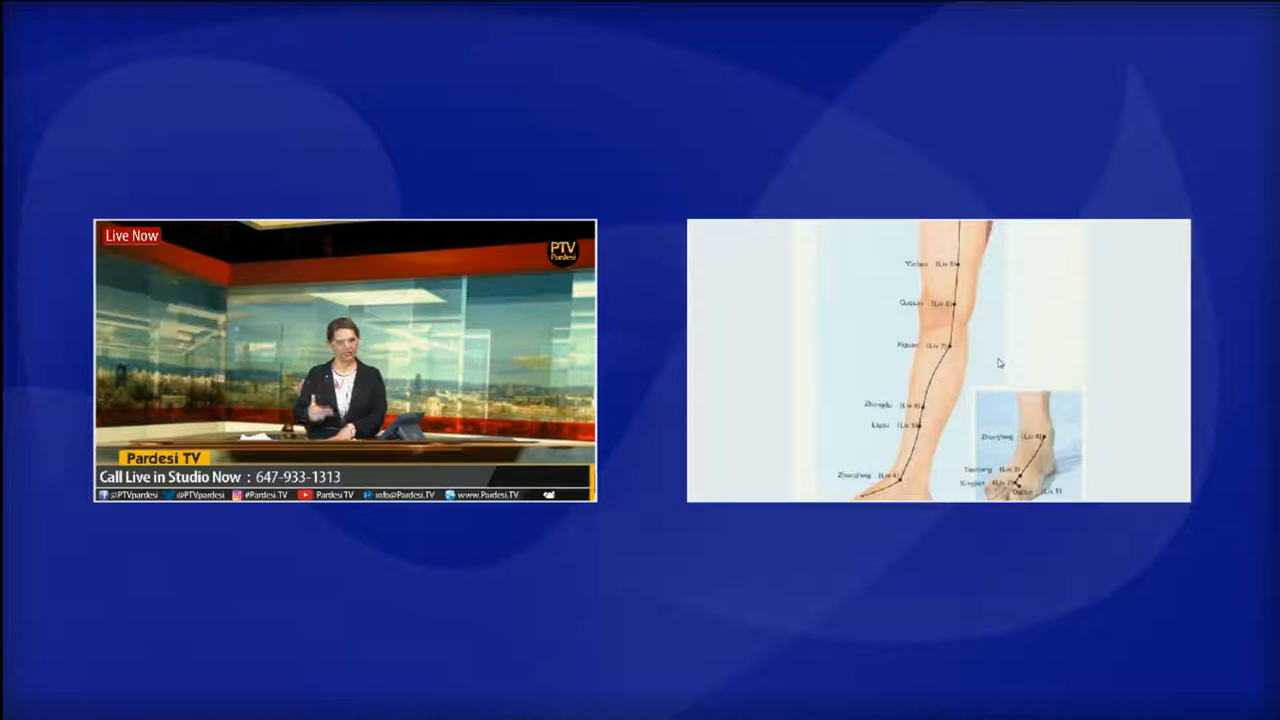 Live Now
PTV
Pardesi
Pardesi TV
Call Live in Studio Now : 647-933-1313
@PTVpardesi @PTVpardesi #Pardesi.TV Pardesi TV info@Pardesi.TV www.Pardesi.TV
Yinbao (Liv 9)
Ququan (Liv 8)
Xiguan (Liv 7)
Zhongdu (Liv 6)
Ligou (Liv 5)
Zhongfeng (Liv 4)
Zhongfeng (Liv 4)
Taichong (Liv 3)
Xingjian (Liv 2)
Dadun (Liv 1)